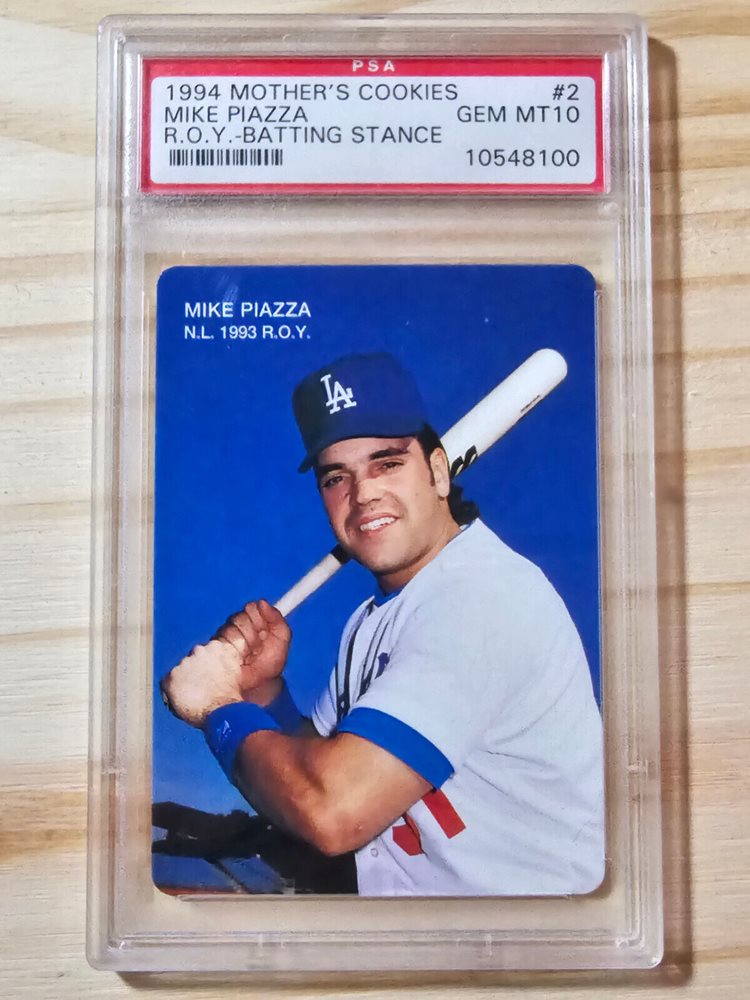 PSA
1994 MOTHER'S COOKIES #2
MIKE PIAZZA GEM MT10
R.O.Y.-BATTING STANCE
10548100
MIKE PIAZZA
N.L. 1993 R.O.Y.
LA